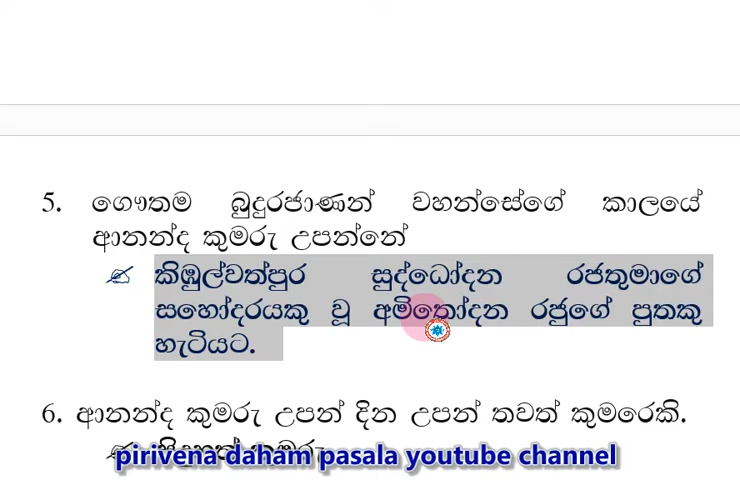 5. ගෞතම බුදුරජාණන් වහන්සේගේ කාලයේ
ආනන්ද කුමරු උපන්නේ
කිඹුල්වත්පුර සුද්ධෝදන රජතුමාගේ
සහෝදරයකු වූ අමිතෝදන රජුගේ පුතකු
හැටියට.
6. ආනන්ද කුමරු උපන් දින උපන් තවත් කුමරෙකි.
pirivena daham pasala youtube channel